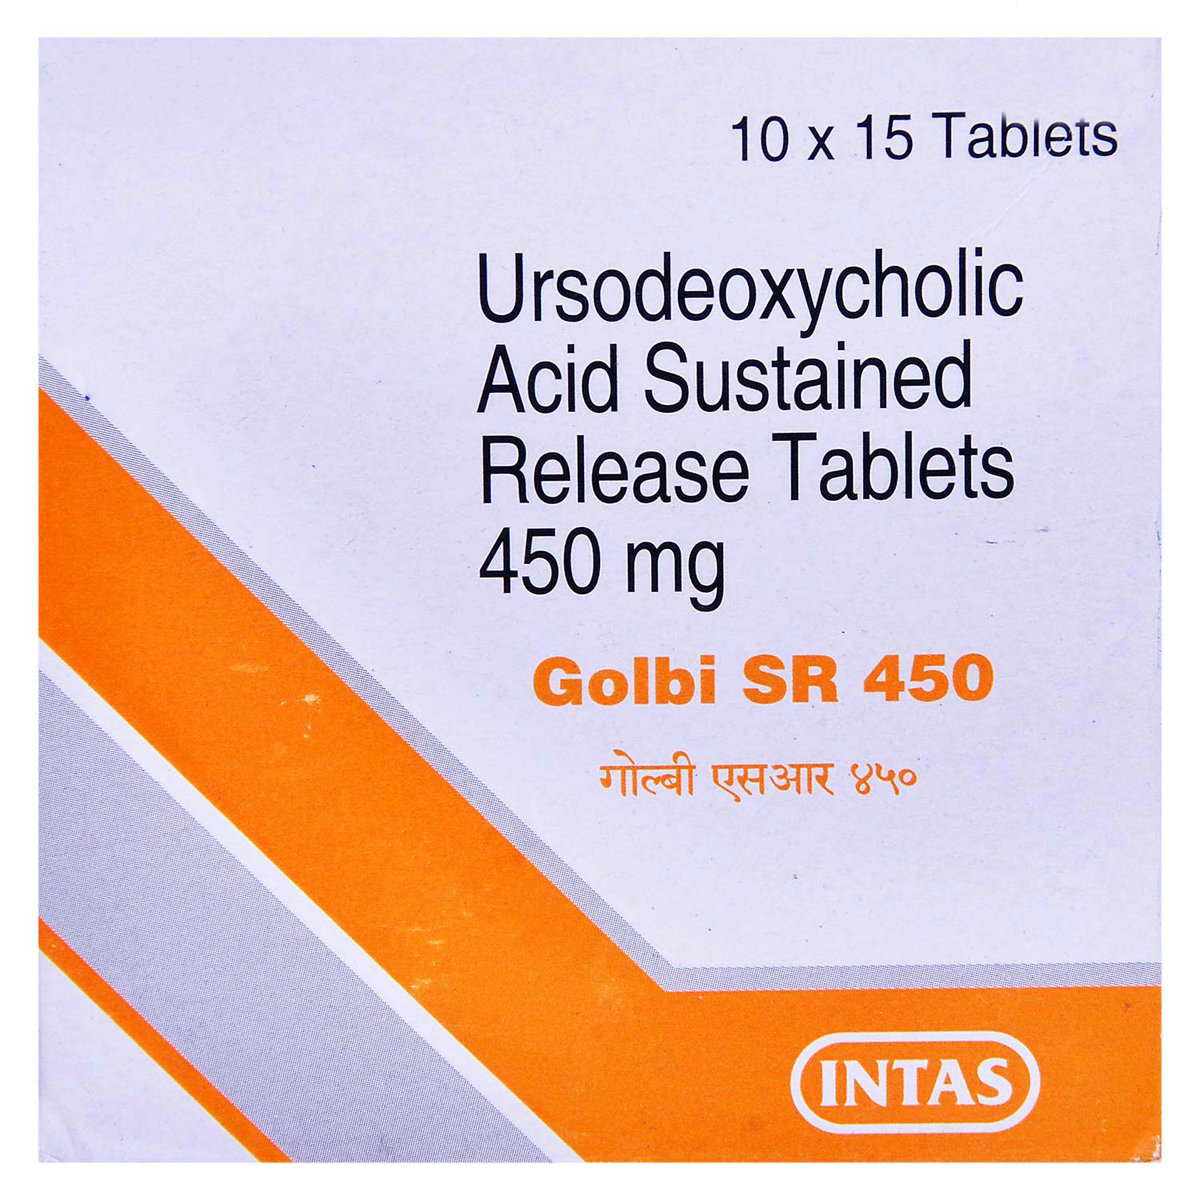 10 x 15 Tablets
Ursodeoxycholic
Acid Sustained
Release Tablets
450 mg
Golbi SR 450
गोल्बी एसआर ४५०
INTAS